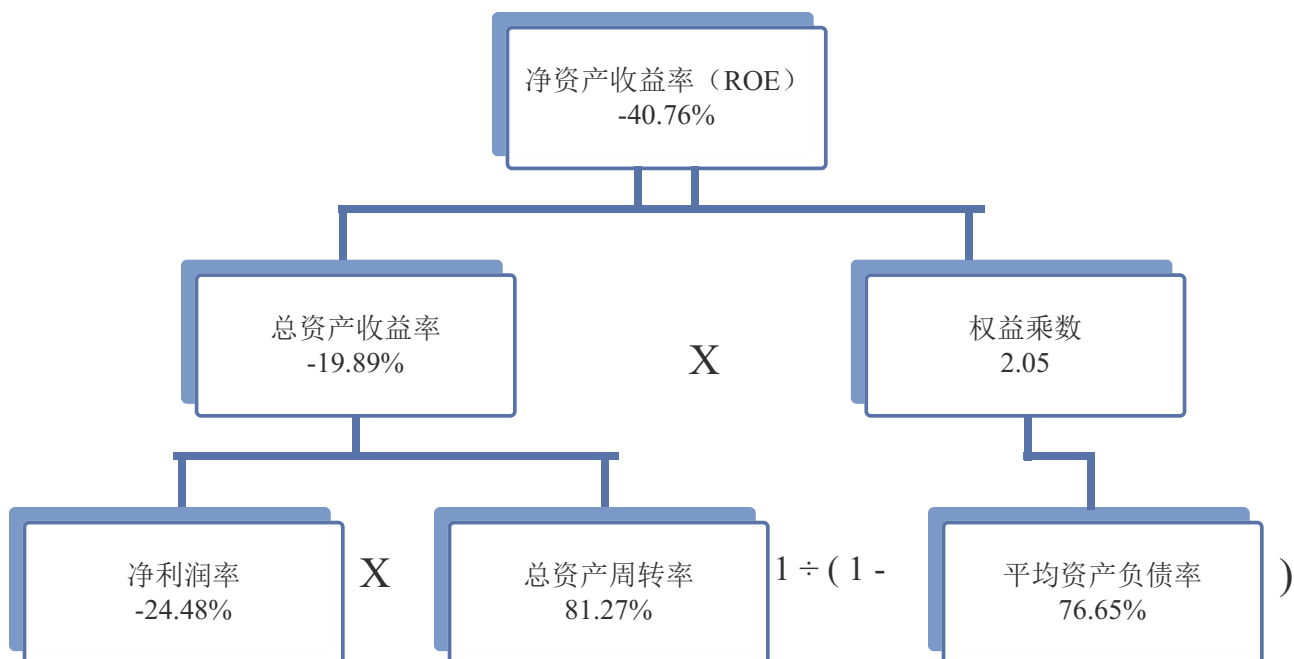 净资产收益率（ROE）
-40.76%
总资产收益率
-19.89%
X
权益乘数
2.05
净利润率
-24.48%
X
总资产周转率
81.27%
1 ÷ ( 1 -
平均资产负债率
76.65%
)